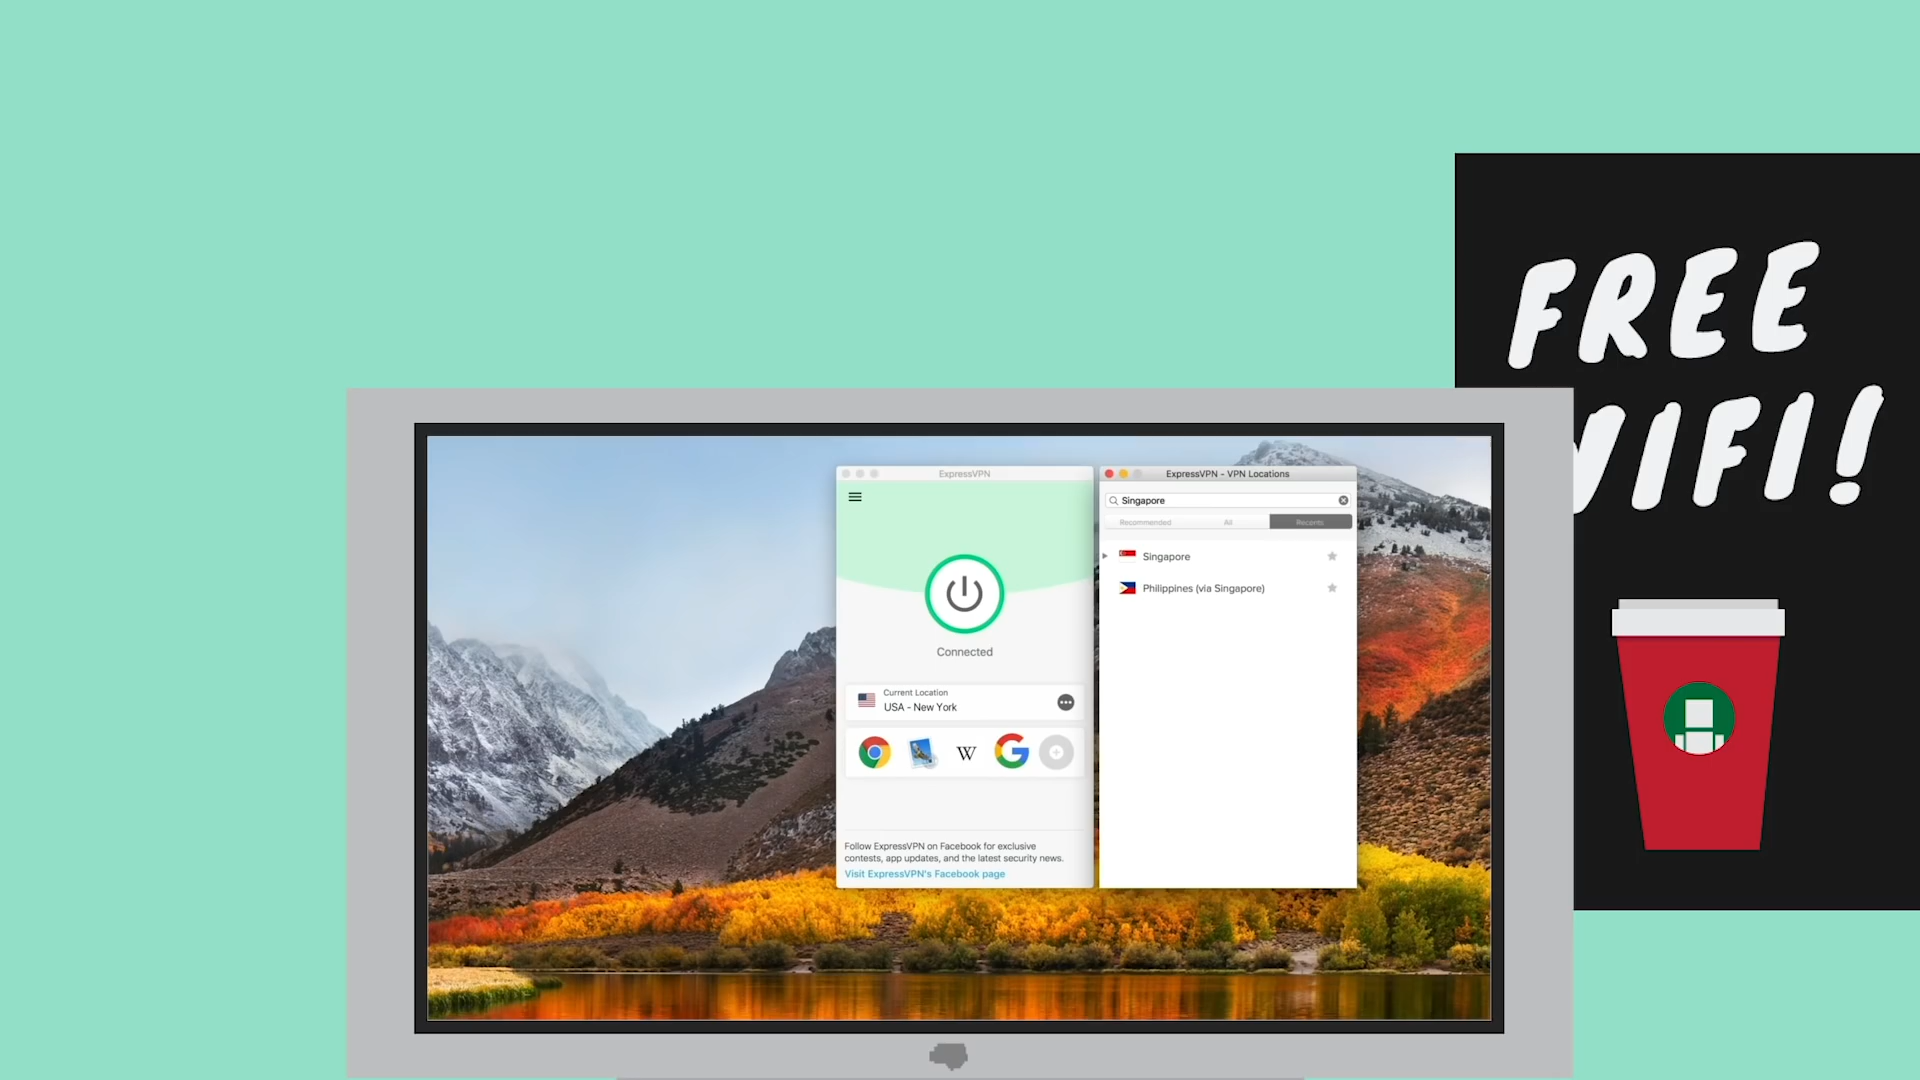 FREE
WIFI!
ExpressVPN
Connected
Current Location
USA - New York
W
Follow ExpressVPN on Facebook for exclusive
contests, app updates, and the latest security news.
Visit ExpressVPN's Facebook page
ExpressVPN - VPN Locations
Singapore
Recommended All Recents
Singapore
Philippines (via Singapore)